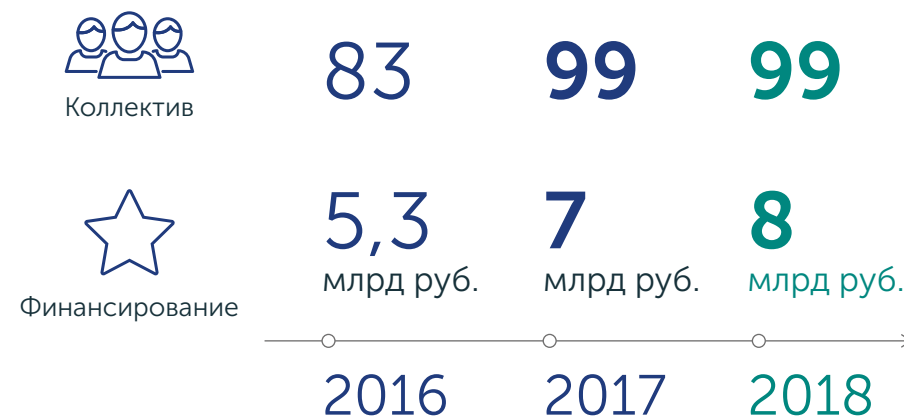 83 99 99
Коллектив
5,3 7 8
млрд руб. млрд руб. млрд руб.
Финансирование
2016 2017 2018